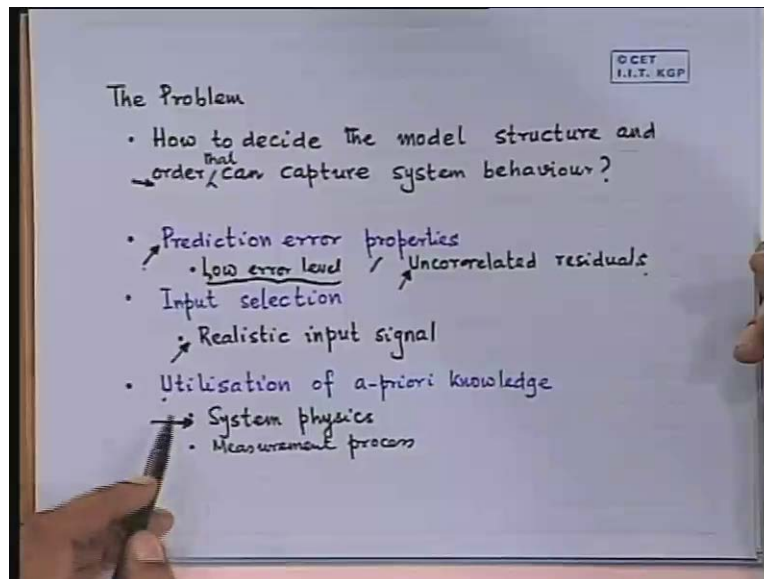 © CET
I.I.T. KGP
The Problem
• How to decide the model structure and
that
order, can capture system behaviour?
• Prediction error properties
• Low error level / Uncorrelated residuals
• Input selection
• Realistic input signal
• Utilisation of a-priori knowledge
• System physics
• Measurement process